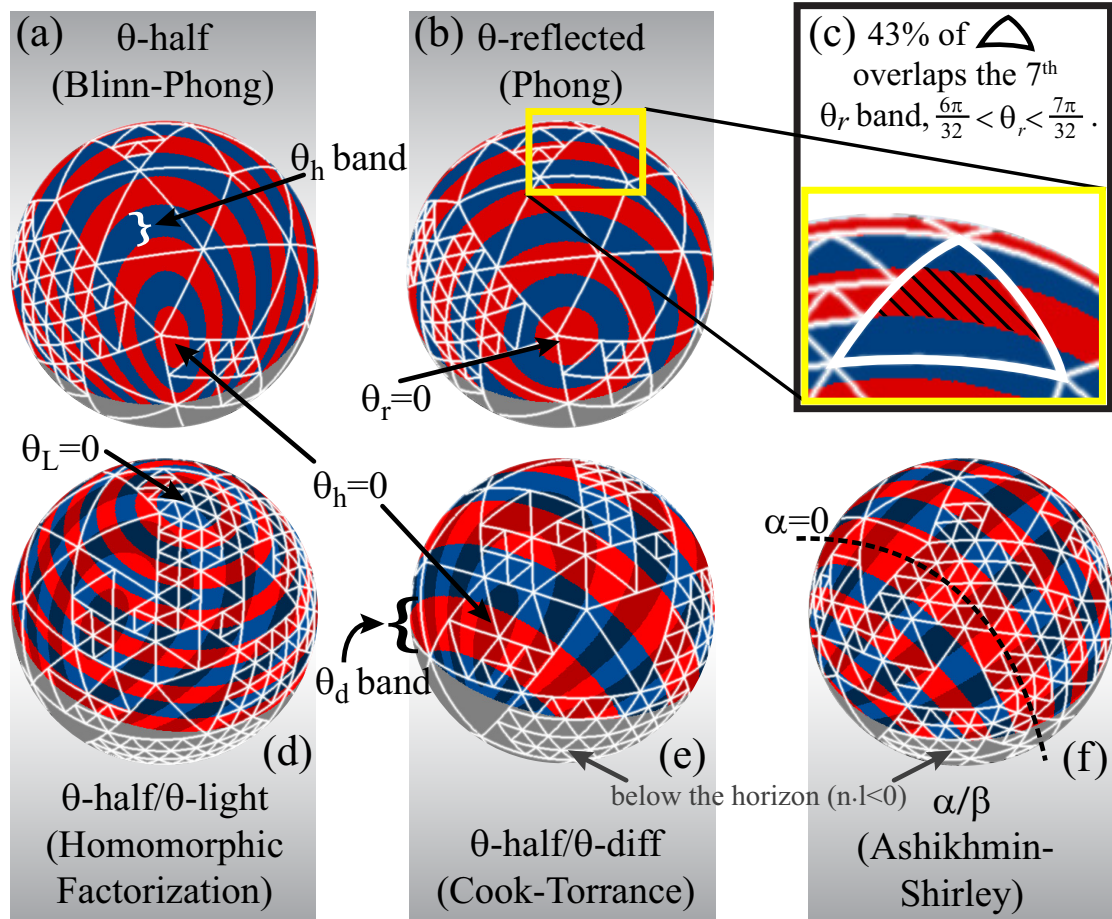 (a)
θ-half
(Blinn-Phong)
θh band
(b)
θ-reflected
(Phong)
θr=0
(c) 43% of
overlaps the 7th
θr band, 6π/32 < θr < 7π/32 .
θL=0
θh=0
(d)
θ-half/θ-light
(Homomorphic
Factorization)
θd band
(e)
below the horizon (n·l<0)
θ-half/θ-diff
(Cook-Torrance)
α=0
(f)
α/β
(Ashikhmin-
Shirley)